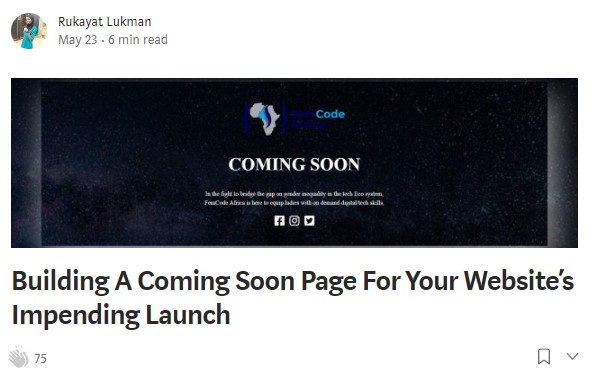 Rukayat Lukman
May 23 · 6 min read
Code
COMING SOON
In the fight to bridge the gap on gender inequality in the tech Eco system,
FemCode Africa is here to equip ladies with on demand digital/tech skills.
Building A Coming Soon Page For Your Website's
Impending Launch
75